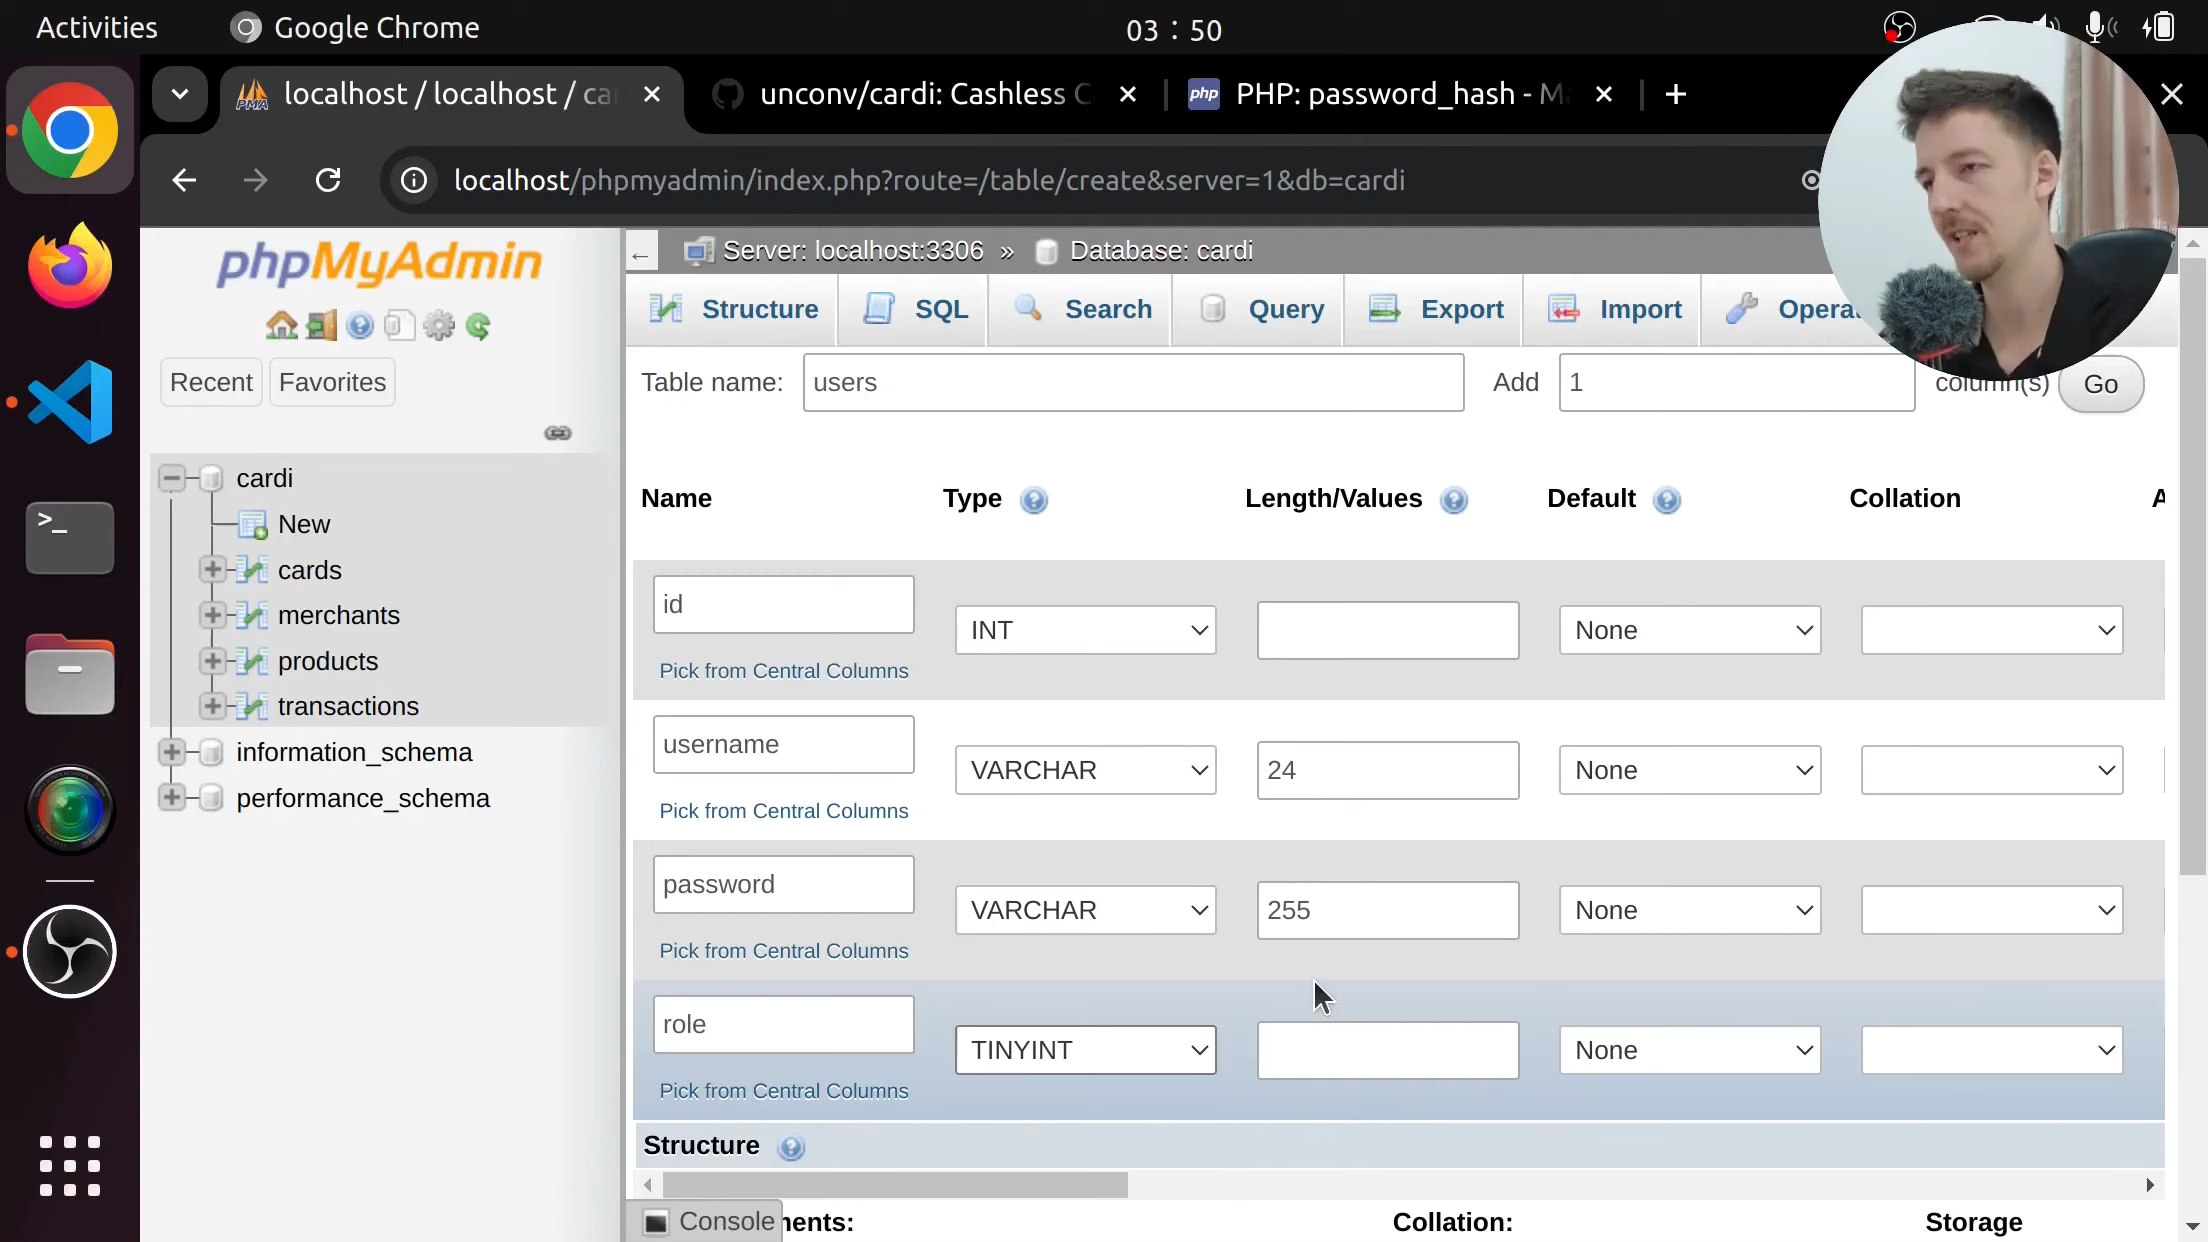 Activities
Google Chrome
03 : 50
localhost / localhost / ca
unconv/cardi: Cashless C
php
PHP: password_hash - M
localhost/phpmyadmin/index.php?route=/table/create&server=1&db=cardi
phpMyAdmin
Recent
Favorites
cardi
New
cards
merchants
products
transactions
information_schema
performance_schema
Server: localhost:3306 » Database: cardi
Structure
SQL
Search
Query
Export
Import
Opera
Table name:
users
Add
1
column(s)
Go
Name
Type
Length/Values
Default
Collation
A
id
INT
None
Pick from Central Columns
username
VARCHAR
24
None
Pick from Central Columns
password
VARCHAR
255
None
Pick from Central Columns
role
TINYINT
None
Pick from Central Columns
Structure
Console
nents:
Collation:
Storage